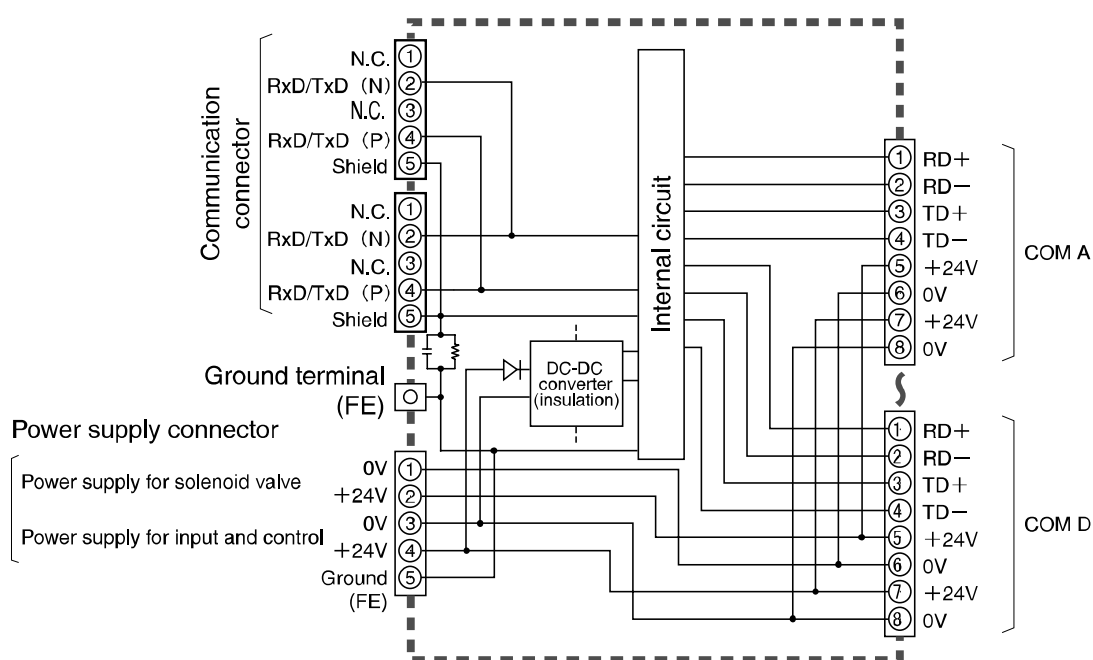 Communication connector
N.C. ①
RxD/TxD (N) ②
N.C. ③
RxD/TxD (P) ④
Shield ⑤
N.C. ①
RxD/TxD (N) ②
N.C. ③
RxD/TxD (P) ④
Shield ⑤
Ground terminal
(FE)
Power supply connector
Power supply for solenoid valve
Power supply for input and control
0V ①
+24V ②
0V ③
+24V ④
Ground ⑤
(FE)
DC-DC
converter
(insulation)
Internal circuit
① RD+
② RD−
③ TD+
④ TD−
⑤ +24V
⑥ 0V
⑦ +24V
⑧ 0V
COM A
① RD+
② RD−
③ TD+
④ TD−
⑤ +24V
⑥ 0V
⑦ +24V
⑧ 0V
COM D